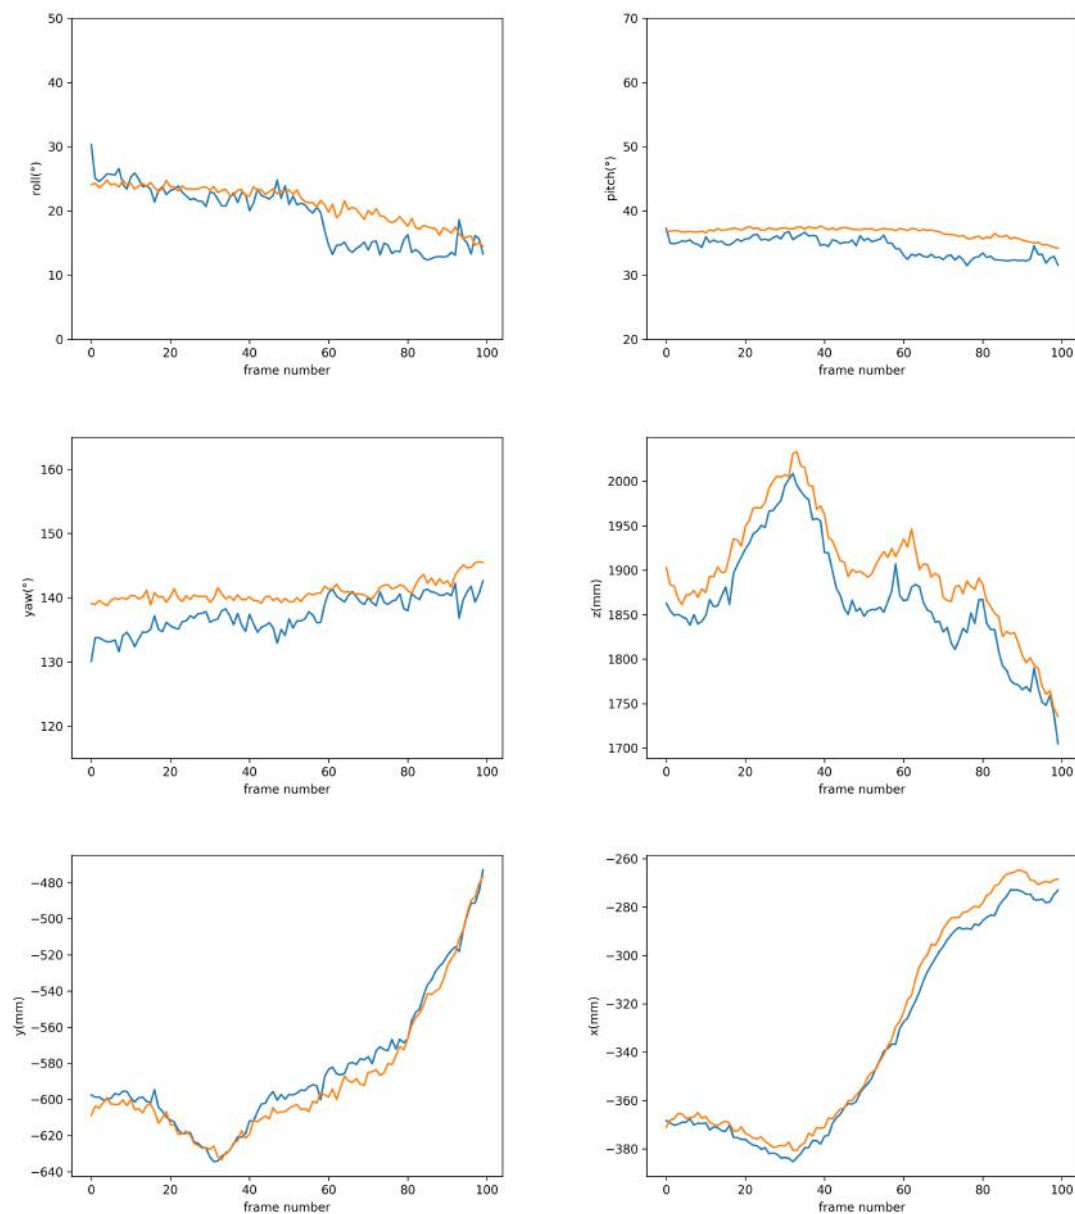 50
40
30
20
10
0
roll(°)
0 20 40 60 80 100
frame number
70
60
50
40
30
20
pitch(°)
0 20 40 60 80 100
frame number
160
150
140
130
120
yaw(°)
0 20 40 60 80 100
frame number
2000
1950
1900
1850
1800
1750
1700
z(mm)
0 20 40 60 80 100
frame number
−480
−500
−520
−540
−560
−580
−600
−620
−640
y(mm)
0 20 40 60 80 100
frame number
−260
−280
−300
−320
−340
−360
−380
x(mm)
0 20 40 60 80 100
frame number